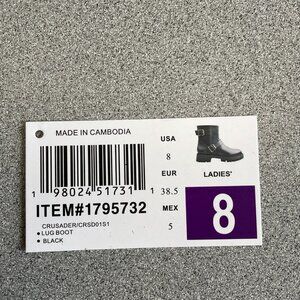 MADE IN CAMBODIA
USA
8
EUR
38.5
MEX
5
LADIES'
8
1 98024 51731 1
ITEM#1795732
CRUSADER/CRSD01S1
• LUG BOOT
• BLACK